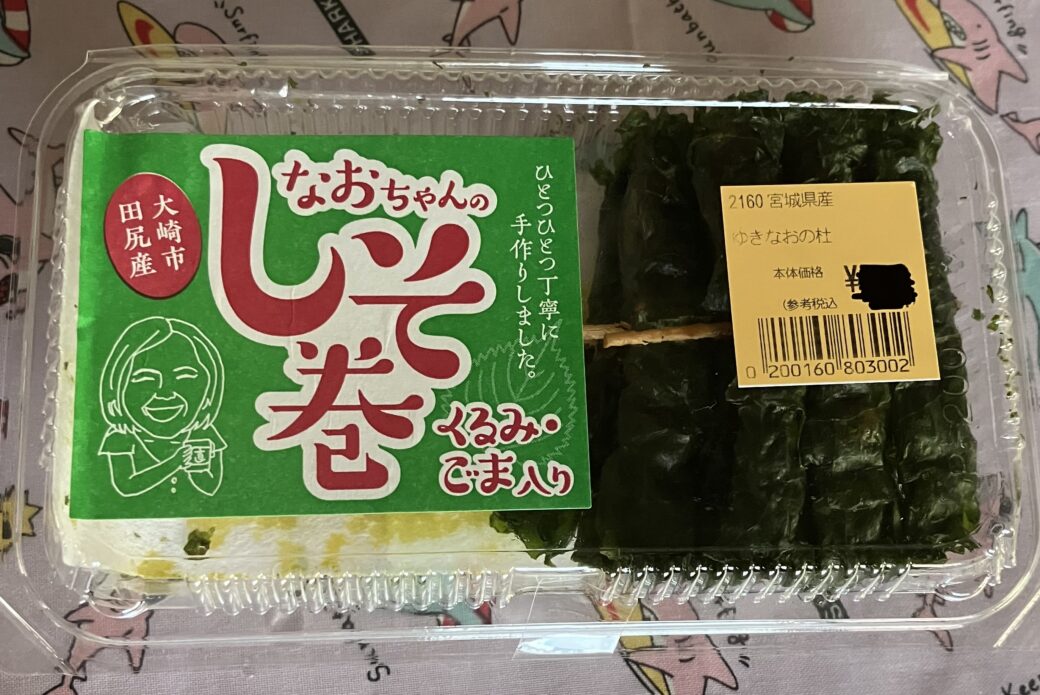 なおちゃんの
しそ巻
くるみ・
ごま入り
ひとつひとつ丁寧に
手作りしました。
大崎市
田尻産
2160 宮城県産
ゆきなおの杜
本体価格 ¥
(参考税込
0 200160 803002
SHARK